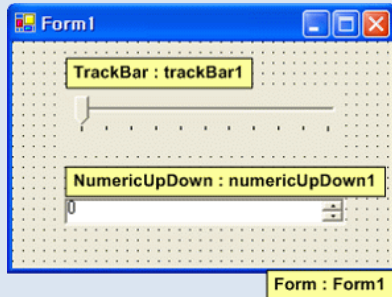 Form1
TrackBar : trackBar1
NumericUpDown : numericUpDown1
0
Form : Form1